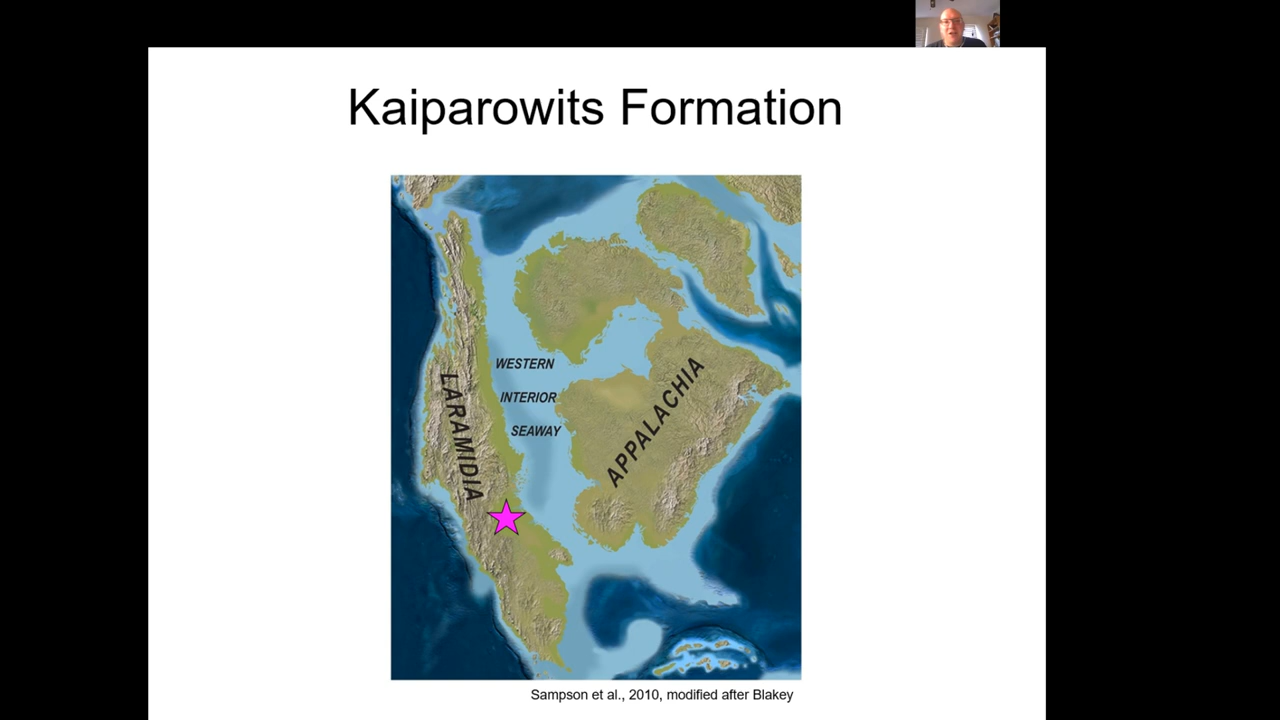 Kaiparowits Formation
WESTERN
INTERIOR
SEAWAY
LARAMIDIA
APPALACHIA
Sampson et al., 2010, modified after Blakey